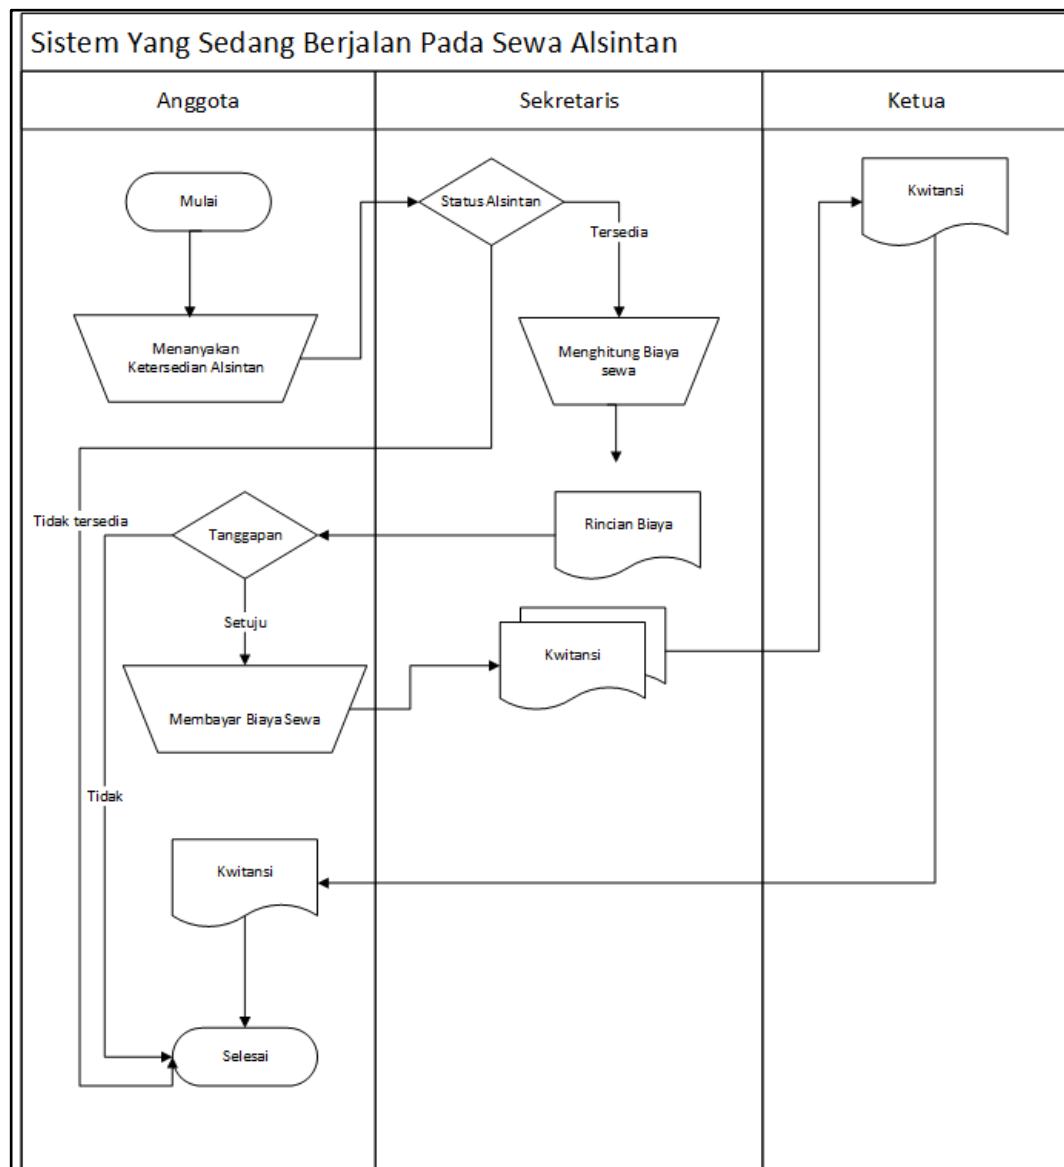 Sistem Yang Sedang Berjalan Pada Sewa Alsintan
Anggota
Sekretaris
Ketua
Mulai
Status Alsintan
Kwitansi
Tersedia
Menanyakan
Ketersedian Alsintan
Menghitung Biaya
sewa
Tidak tersedia
Tanggapan
Rincian Biaya
Setuju
Kwitansi
Membayar Biaya Sewa
Tidak
Kwitansi
Selesai